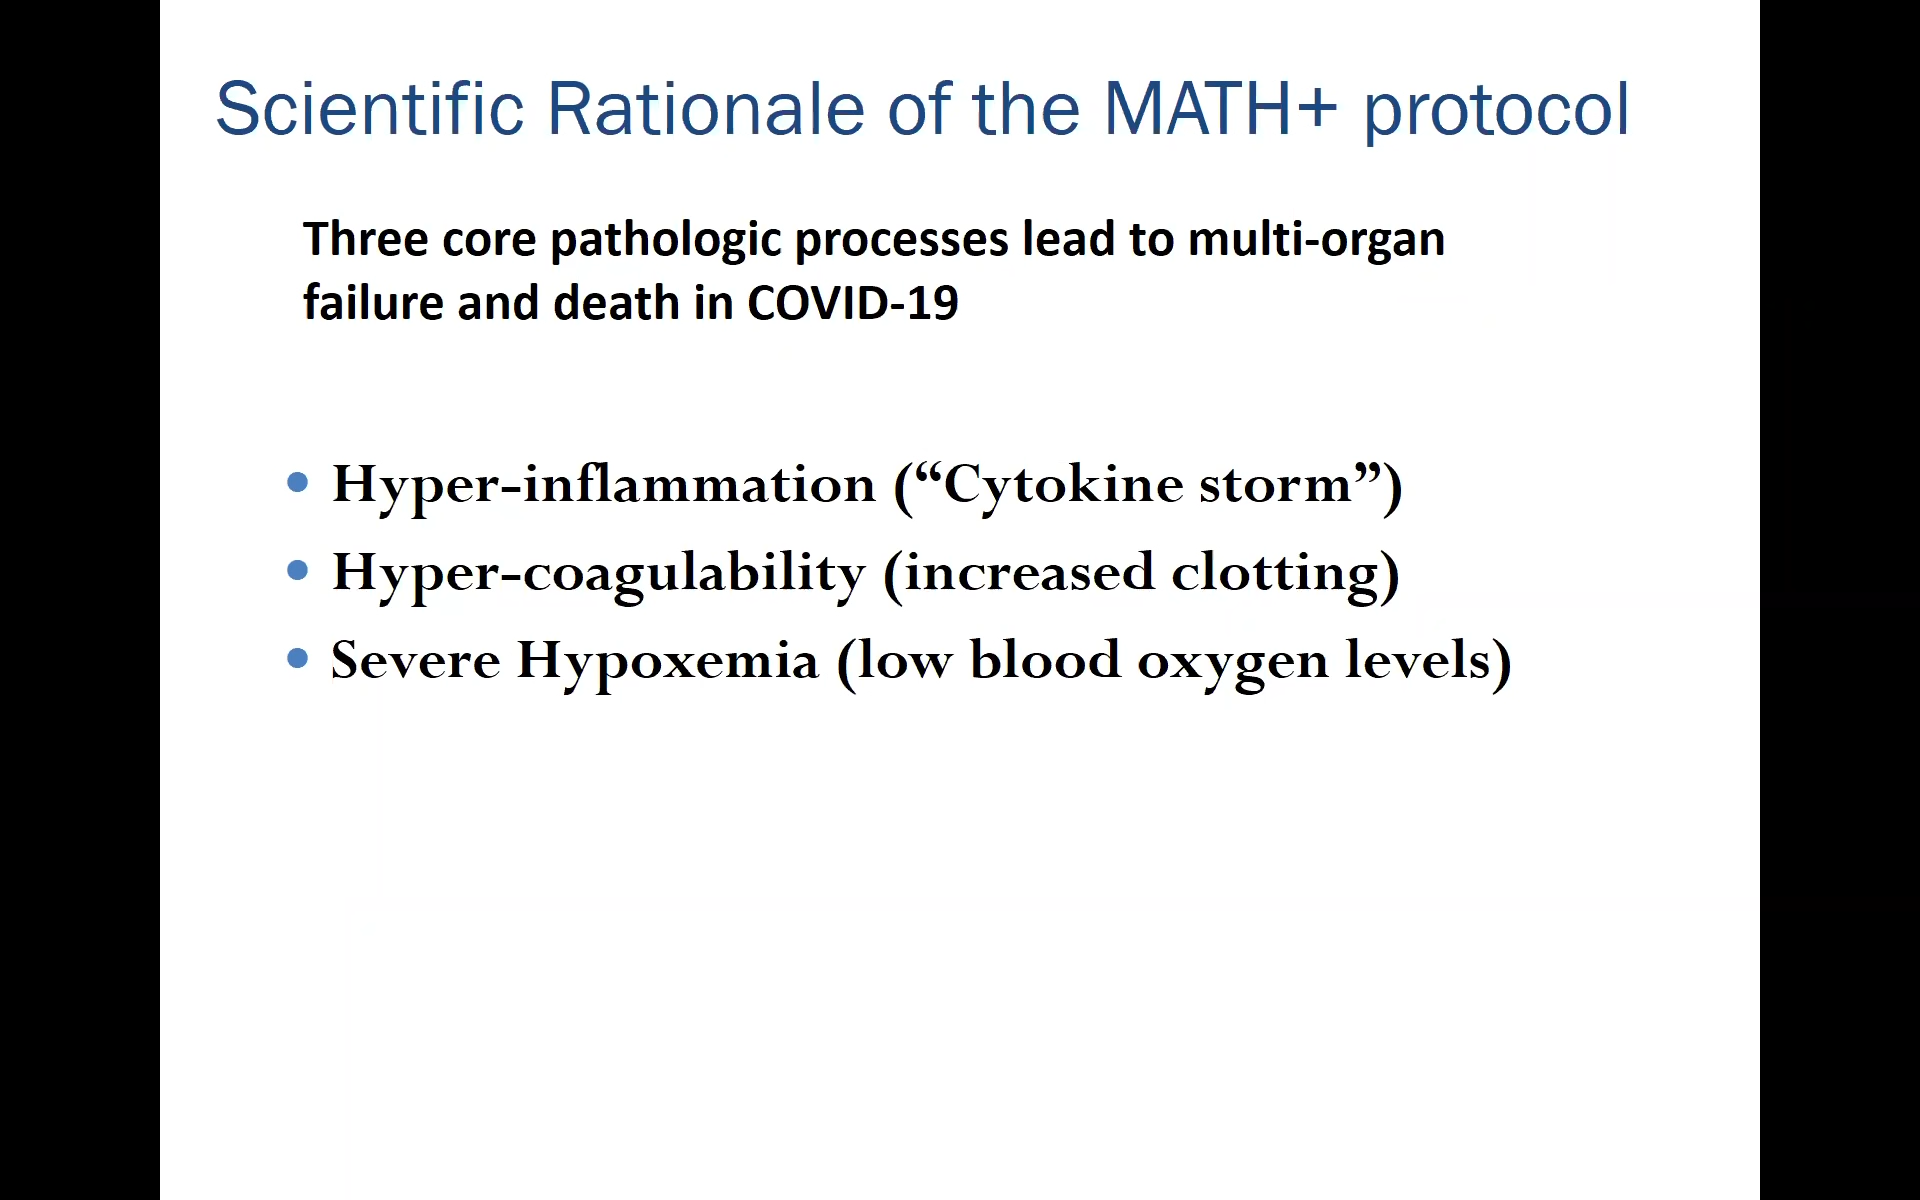 Scientific Rationale of the MATH+ protocol
Three core pathologic processes lead to multi-organ
failure and death in COVID-19
• Hyper-inflammation (“Cytokine storm”)
• Hyper-coagulability (increased clotting)
• Severe Hypoxemia (low blood oxygen levels)